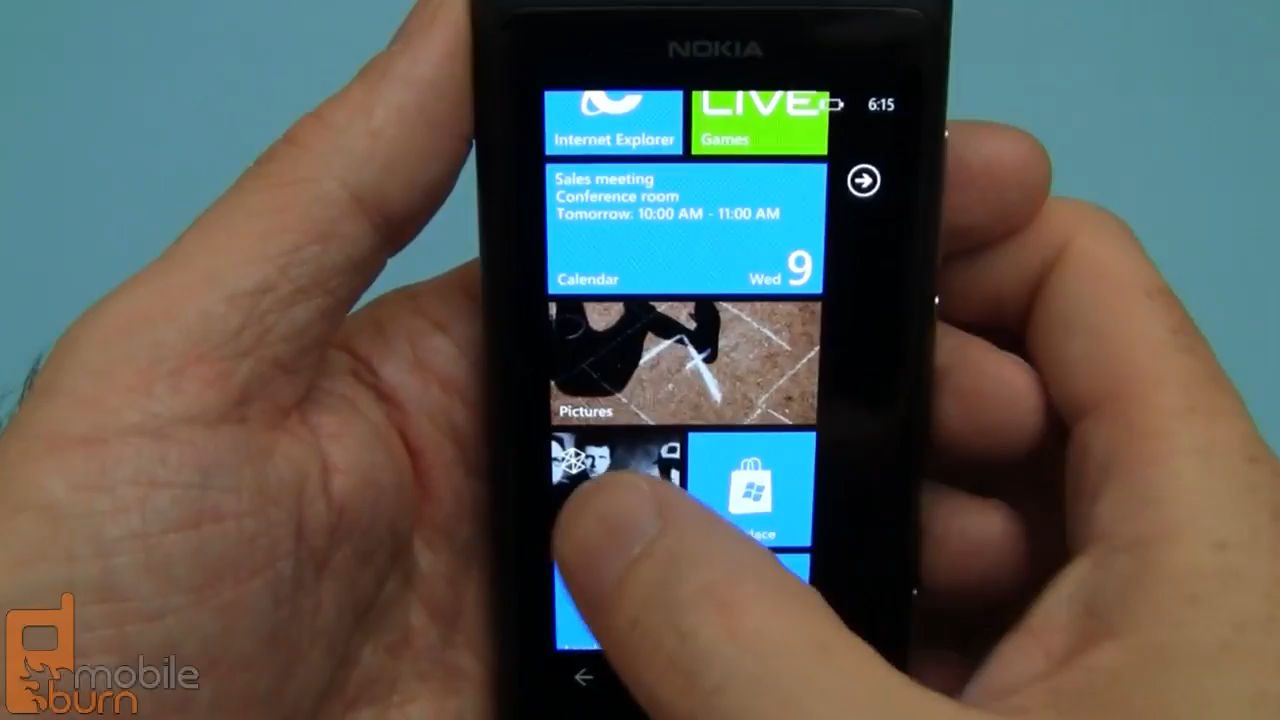 NOKIA
LIVE
6:15
Internet Explorer
Games
Sales meeting
Conference room
Tomorrow: 10:00 AM - 11:00 AM
Calendar
Wed 9
Pictures
mobile
burn